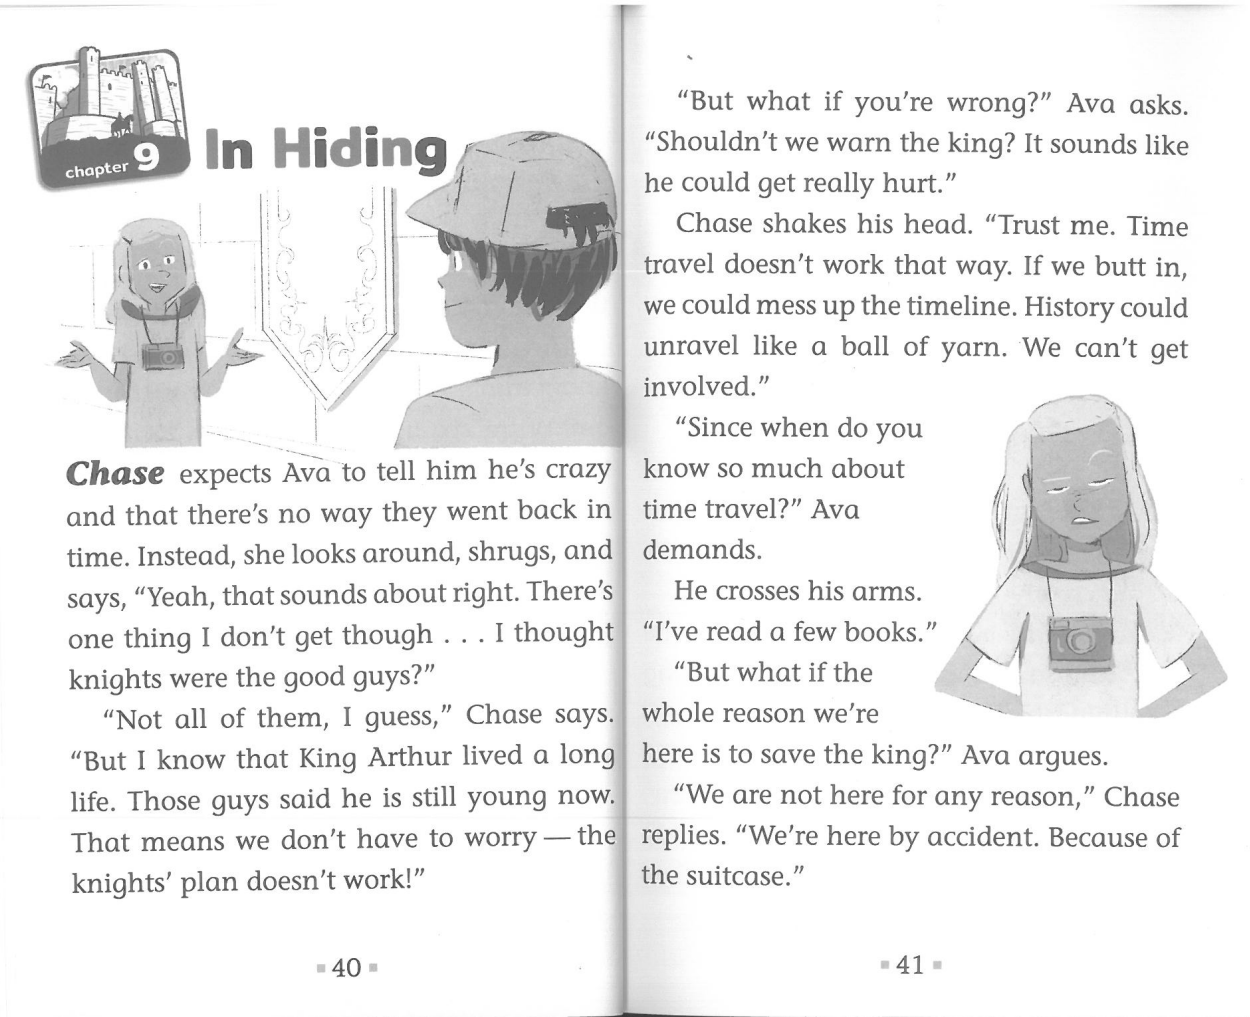 chapter 9
In Hiding
Chase expects Ava to tell him he's crazy
and that there's no way they went back in
time. Instead, she looks around, shrugs, and
says, “Yeah, that sounds about right. There's
one thing I don't get though . . . I thought
knights were the good guys?”
“Not all of them, I guess,” Chase says.
“But I know that King Arthur lived a long
life. Those guys said he is still young now.
That means we don't have to worry — the
knights' plan doesn't work!”
40
“But what if you're wrong?” Ava asks.
“Shouldn't we warn the king? It sounds like
he could get really hurt.”
Chase shakes his head. “Trust me. Time
travel doesn't work that way. If we butt in,
we could mess up the timeline. History could
unravel like a ball of yarn. We can't get
involved.”
“Since when do you
know so much about
time travel?” Ava
demands.
He crosses his arms.
“I've read a few books.”
“But what if the
whole reason we're
here is to save the king?” Ava argues.
“We are not here for any reason,” Chase
replies. “We're here by accident. Because of
the suitcase.”
41